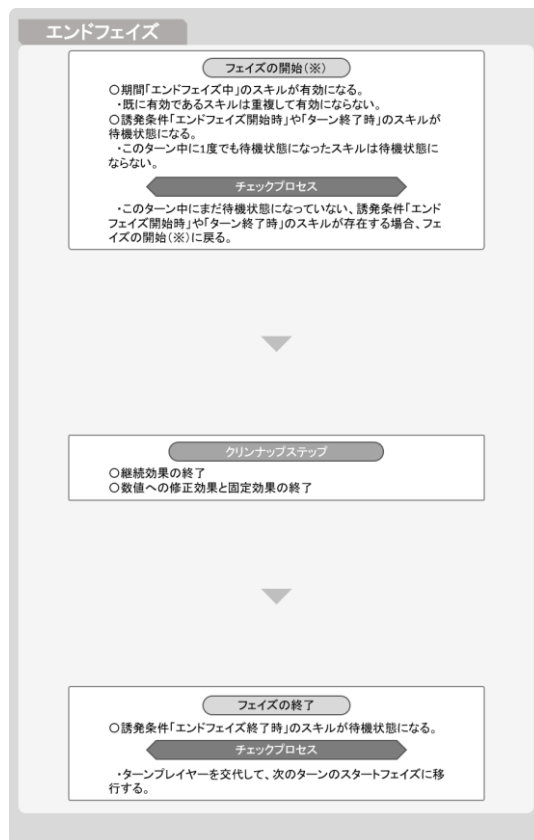 エンドフェイズ
フェイズの開始(※)
○期間「エンドフェイズ中」のスキルが有効になる。
・既に有効であるスキルは重複して有効にならない。
○誘発条件「エンドフェイズ開始時」や「ターン終了時」のスキルが
待機状態になる。
・このターン中に1度でも待機状態になったスキルは待機状態に
ならない。
チェックプロセス
・このターン中にまだ待機状態になっていない、誘発条件「エンド
フェイズ開始時」や「ターン終了時」のスキルが存在する場合、フェ
イズの開始(※)に戻る。
クリンナップステップ
○継続効果の終了
○数値への修正効果と固定効果の終了
フェイズの終了
○誘発条件「エンドフェイズ終了時」のスキルが待機状態になる。
チェックプロセス
・ターンプレイヤーを交代して、次のターンのスタートフェイズに移
行する。